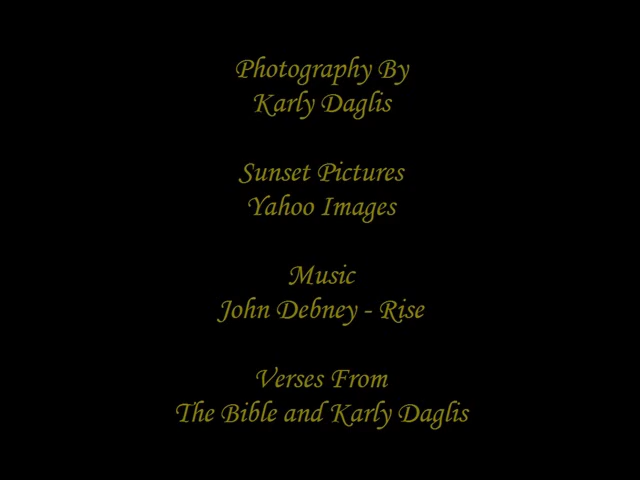 Photography By
Karly Daglis
Sunset Pictures
Yahoo Images
Music
John Debney - Rise
Verses From
The Bible and Karly Daglis